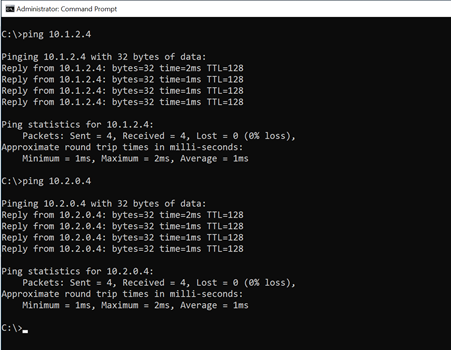 Administrator: Command Prompt
C:\>ping 10.1.2.4
Pinging 10.1.2.4 with 32 bytes of data:
Reply from 10.1.2.4: bytes=32 time=2ms TTL=128
Reply from 10.1.2.4: bytes=32 time=1ms TTL=128
Reply from 10.1.2.4: bytes=32 time=1ms TTL=128
Reply from 10.1.2.4: bytes=32 time=1ms TTL=128
Ping statistics for 10.1.2.4:
Packets: Sent = 4, Received = 4, Lost = 0 (0% loss),
Approximate round trip times in milli-seconds:
Minimum = 1ms, Maximum = 2ms, Average = 1ms
C:\>ping 10.2.0.4
Pinging 10.2.0.4 with 32 bytes of data:
Reply from 10.2.0.4: bytes=32 time=2ms TTL=128
Reply from 10.2.0.4: bytes=32 time=1ms TTL=128
Reply from 10.2.0.4: bytes=32 time=1ms TTL=128
Reply from 10.2.0.4: bytes=32 time=1ms TTL=128
Ping statistics for 10.2.0.4:
Packets: Sent = 4, Received = 4, Lost = 0 (0% loss),
Approximate round trip times in milli-seconds:
Minimum = 1ms, Maximum = 2ms, Average = 1ms
C:\>